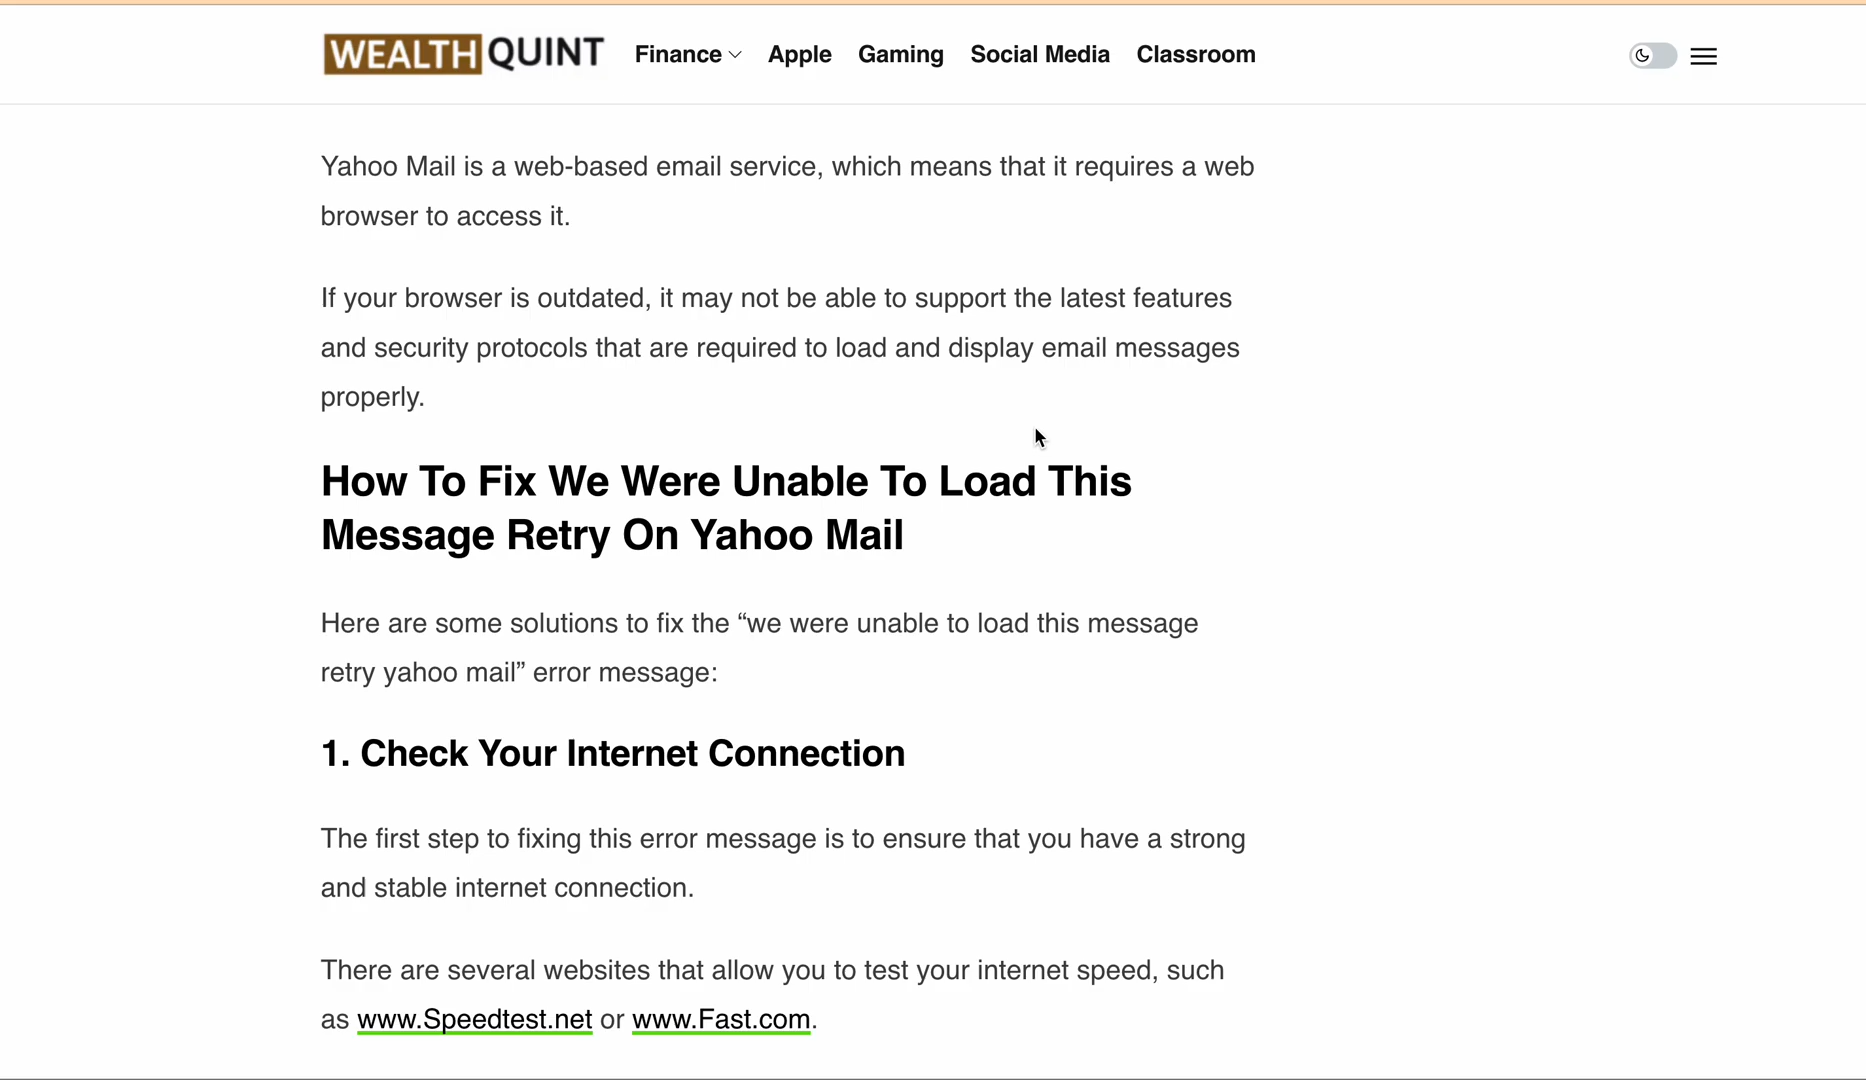 WEALTH QUINT Finance Apple Gaming Social Media Classroom
Yahoo Mail is a web-based email service, which means that it requires a web
browser to access it.
If your browser is outdated, it may not be able to support the latest features
and security protocols that are required to load and display email messages
properly.
How To Fix We Were Unable To Load This
Message Retry On Yahoo Mail
Here are some solutions to fix the “we were unable to load this message
retry yahoo mail” error message:
1. Check Your Internet Connection
The first step to fixing this error message is to ensure that you have a strong
and stable internet connection.
There are several websites that allow you to test your internet speed, such
as www.Speedtest.net or www.Fast.com.